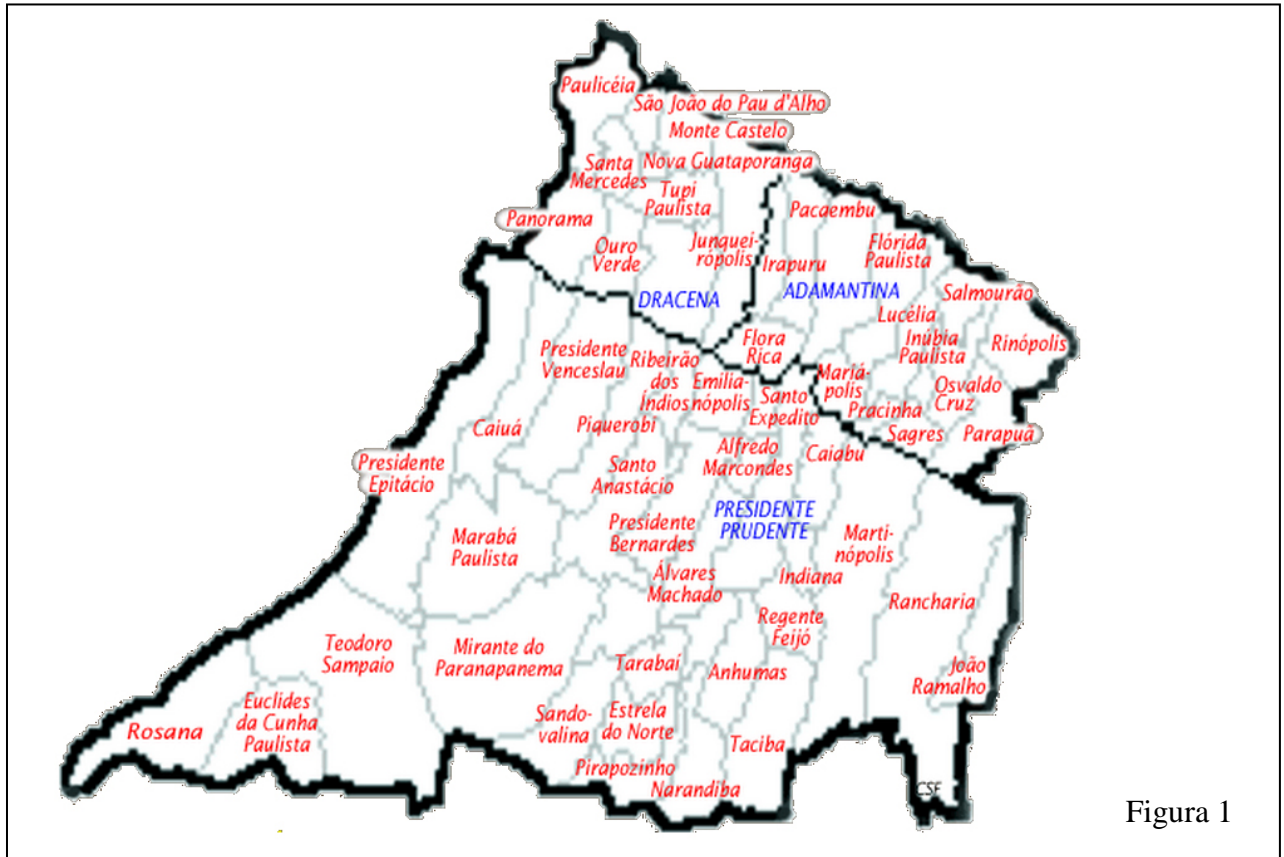 Paulicéia
São João do Pau d'Alho
Monte Castelo
Santa
Mercedes
Nova Guataporanga
Tupi
Paulista
Pacaembu
Panorama
Ouro
Verde
Junquei-
rópolis
Flórida
Paulista
Irapuru
DRACENA
ADAMANTINA
Salmourão
Lucélia
Inúbia
Paulista
Rinópolis
Flora
Rica
Presidente
Venceslau
Ribeirão
dos
Índios
Emilia-
nópolis
Santo
Expedito
Mariá-
polis
Osvaldo
Cruz
Pracinha
Sagres
Parapuã
Caiuá
Piquerobi
Alfredo
Marcondes
Caiabu
Presidente
Epitácio
Santo
Anastácio
PRESIDENTE
PRUDENTE
Marabá
Paulista
Presidente
Bernardes
Marti-
nópolis
Álvares
Machado
Indiana
Rancharia
Regente
Feijó
Teodoro
Sampaio
Mirante do
Paranapanema
Tarabaí
Anhumas
João
Ramalho
Rosana
Euclides
da Cunha
Paulista
Sando-
valina
Estrela
do Norte
Taciba
Pirapozinho
Narandiba
CSF
Figura 1